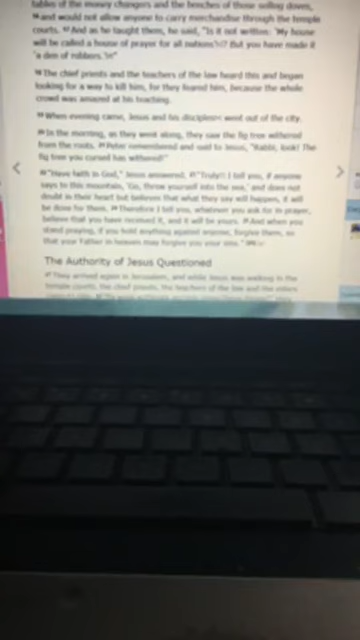 tables of the money changers and the benches of those selling doves,
16 and would not allow anyone to carry merchandise through the temple
courts. 17 And as he taught them, he said, "Is it not written: 'My house
will be called a house of prayer for all nations'? But you have made it
'a den of robbers.'"
18 The chief priests and the teachers of the law heard this and began
looking for a way to kill him, for they feared him, because the whole
crowd was amazed at his teaching.
19 When evening came, Jesus and his disciples went out of the city.
20 In the morning, as they went along, they saw the fig tree withered
from the roots. 21 Peter remembered and said to Jesus, "Rabbi, look! The
fig tree you cursed has withered!"
22 "Have faith in God," Jesus answered. 23 "Truly I tell you, if anyone
says to this mountain, 'Go, throw yourself into the sea,' and does not
doubt in their heart but believes that what they say will happen, it will
be done for them. 24 Therefore I tell you, whatever you ask for in prayer,
believe that you have received it, and it will be yours. 25 And when you
stand praying, if you hold anything against anyone, forgive them, so
that your Father in heaven may forgive you your sins."
The Authority of Jesus Questioned
27 They arrived again in Jerusalem, and while Jesus was walking in the
temple courts, the chief priests, the teachers of the law and the elders